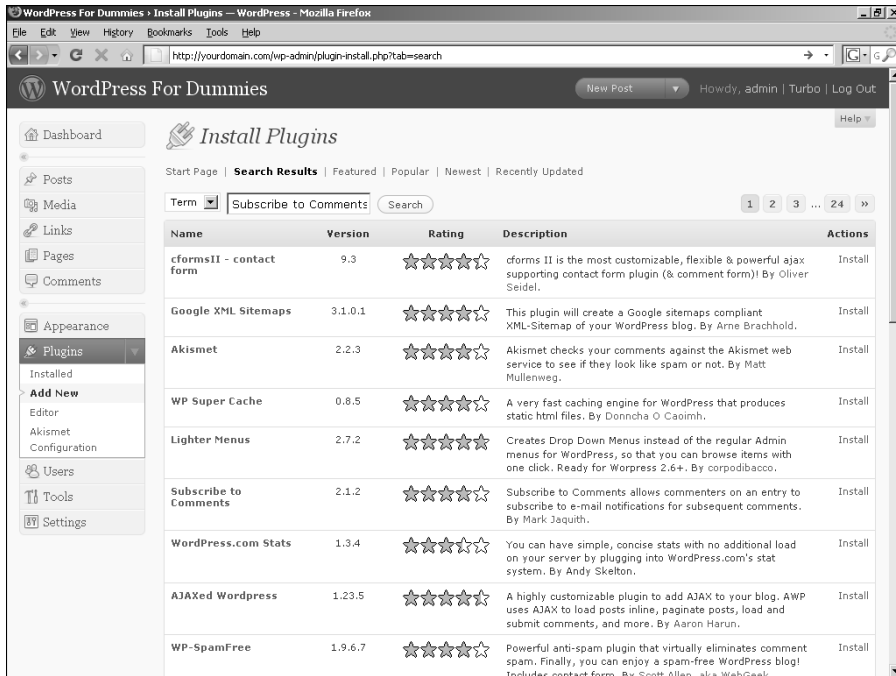 WordPress For Dummies › Install Plugins — WordPress - Mozilla Firefox
File Edit View History Bookmarks Tools Help
http://yourdomain.com/wp-admin/plugin-install.php?tab=search
WordPress For Dummies
New Post
Howdy, admin | Turbo | Log Out
Help
Dashboard
Posts
Media
Links
Pages
Comments
Appearance
Plugins
Installed
Add New
Editor
Akismet
Configuration
Users
Tools
Settings
Install Plugins
Start Page | Search Results | Featured | Popular | Newest | Recently Updated
Term Subscribe to Comments Search 1 2 3 ... 24 »
Name Version Rating Description Actions
cformsII - contact
form
9.3
cforms II is the most customizable, flexible & powerful ajax
supporting contact form plugin (& comment form)! By Oliver
Seidel.
Install
Google XML Sitemaps
3.1.0.1
This plugin will create a Google sitemaps compliant
XML-Sitemap of your WordPress blog. By Arne Brachhold.
Install
Akismet
2.2.3
Akismet checks your comments against the Akismet web
service to see if they look like spam or not. By Matt
Mullenweg.
Install
WP Super Cache
0.8.5
A very fast caching engine for WordPress that produces
static html files. By Donncha O Caoimh.
Install
Lighter Menus
2.7.2
Creates Drop Down Menus instead of the regular Admin
menus for WordPress, so that you can browse items with
one click. Ready for Worpress 2.6+. By corpodibacco.
Install
Subscribe to
Comments
2.1.2
Subscribe to Comments allows commenters on an entry to
subscribe to e-mail notifications for subsequent comments.
By Mark Jaquith.
Install
WordPress.com Stats
1.3.4
You can have simple, concise stats with no additional load
on your server by plugging into WordPress.com's stat
system. By Andy Skelton.
Install
AJAXed Wordpress
1.23.5
A highly customizable plugin to add AJAX to your blog. AWP
uses AJAX to load posts inline, paginate posts, load and
submit comments, and more. By Aaron Harun.
Install
WP-SpamFree
1.9.6.7
Powerful anti-spam plugin that virtually eliminates comment
spam. Finally, you can enjoy a spam-free WordPress blog!
Includes contact form. By Scott Allen, aka WebGeek.
Install